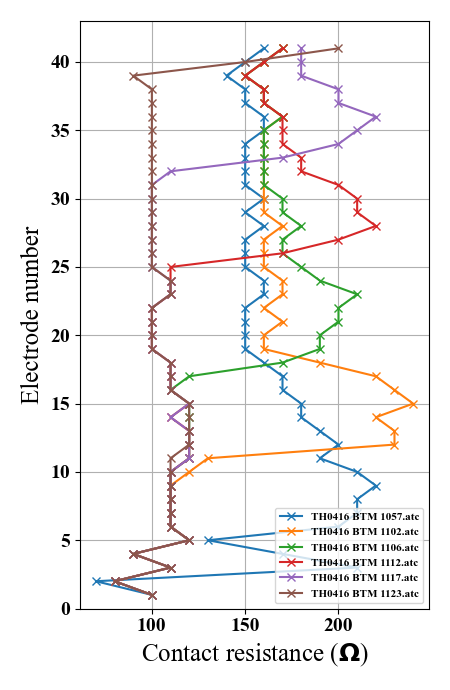 40
35
30
25
20
15
10
5
0
Electrode number
TH0416 BTM 1057.atc
TH0416 BTM 1102.atc
TH0416 BTM 1106.atc
TH0416 BTM 1112.atc
TH0416 BTM 1117.atc
TH0416 BTM 1123.atc
100 150 200
Contact resistance (Ω)